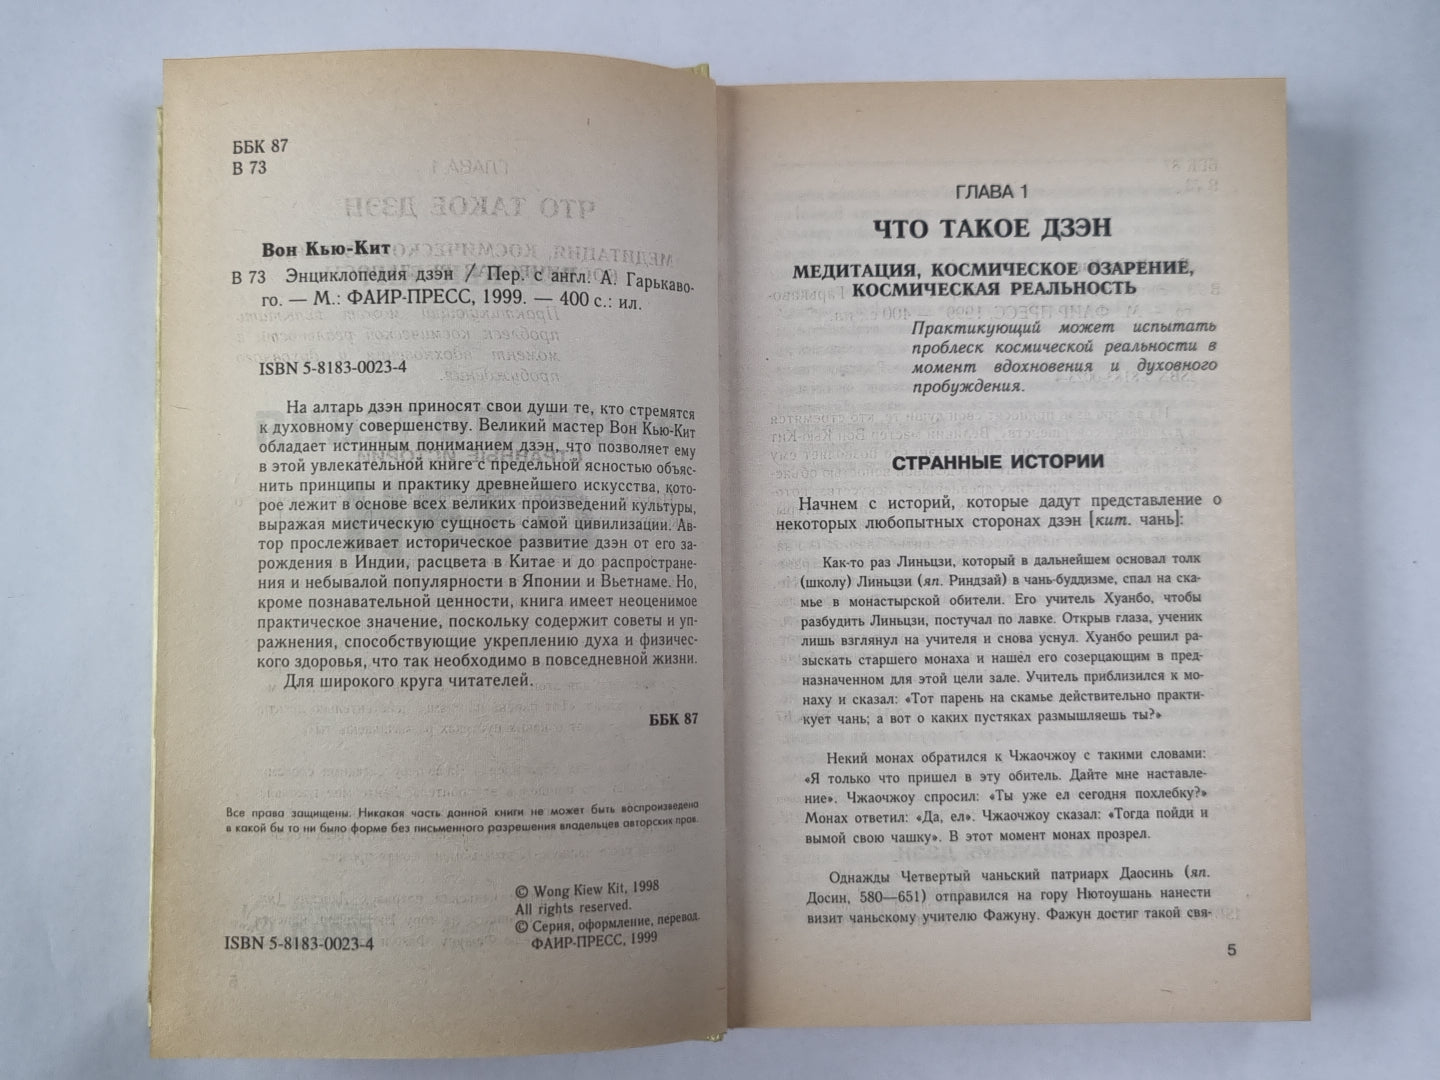 ББК 87
В 73
Вон Кью-Кит
В 73 Энциклопедия дзэн / Пер. с англ. А. Гарькаво-
го. — М.: ФАИР-ПРЕСС, 1999. — 400 с.: ил.
ISBN 5-8183-0023-4
На алтарь дзэн приносят свои души те, кто стремятся
к духовному совершенству. Великий мастер Вон Кью-Кит
обладает истинным пониманием дзэн, что позволяет ему
в этой увлекательной книге с предельной ясностью объяс-
нить принципы и практику древнейшего искусства, кото-
рое лежит в основе всех великих произведений культуры,
выражая мистическую сущность самой цивилизации. Ав-
тор прослеживает историческое развитие дзэн от его за-
рождения в Индии, расцвета в Китае и до распростране-
ния и небывалой популярности в Японии и Вьетнаме. Но,
кроме познавательной ценности, книга имеет неоценимое
практическое значение, поскольку содержит советы и уп-
ражнения, способствующие укреплению духа и физичес-
кого здоровья, что так необходимо в повседневной жизни.
Для широкого круга читателей.
ББК 87
Все права защищены. Никакая часть данной книги не может быть воспроизведена
в какой бы то ни было форме без письменного разрешения владельцев авторских прав.
© Wong Kiew Kit, 1998
All rights reserved.
© Серия, оформление, перевод.
ФАИР-ПРЕСС, 1999
ISBN 5-8183-0023-4
ГЛАВА 1
ЧТО ТАКОЕ ДЗЭН
МЕДИТАЦИЯ, КОСМИЧЕСКОЕ ОЗАРЕНИЕ,
КОСМИЧЕСКАЯ РЕАЛЬНОСТЬ
Практикующий может испытать
проблеск космической реальности в
момент вдохновения и духовного
пробуждения.
СТРАННЫЕ ИСТОРИИ
Начнем с историй, которые дадут представление о
некоторых любопытных сторонах дзэн [кит. чань]:
Как-то раз Линьцзи, который в дальнейшем основал толк
(школу) Линьцзи (яп. Риндзай) в чань-буддизме, спал на ска-
мье в монастырской обители. Его учитель Хуанбо, чтобы
разбудить Линьцзи, постучал по лавке. Открыв глаза, ученик
лишь взглянул на учителя и снова уснул. Хуанбо решил ра-
зыскать старшего монаха и нашел его созерцающим в пред-
назначенном для этой цели зале. Учитель приблизился к мо-
наху и сказал: «Тот парень на скамье действительно практи-
кует чань; а вот о каких пустяках размышляешь ты?»
Некий монах обратился к Чжаочжоу с такими словами:
«Я только что пришел в эту обитель. Дайте мне наставле-
ние». Чжаочжоу спросил: «Ты уже ел сегодня похлебку?»
Монах ответил: «Да, ел». Чжаочжоу сказал: «Тогда пойди и
вымой свою чашку». В этот момент монах прозрел.
Однажды Четвертый чаньский патриарх Даосинь (яп.
Досин, 580—651) отправился на гору Нютоушань нанести
визит чаньскому учителю Фажуну. Фажун достиг такой свя-
5